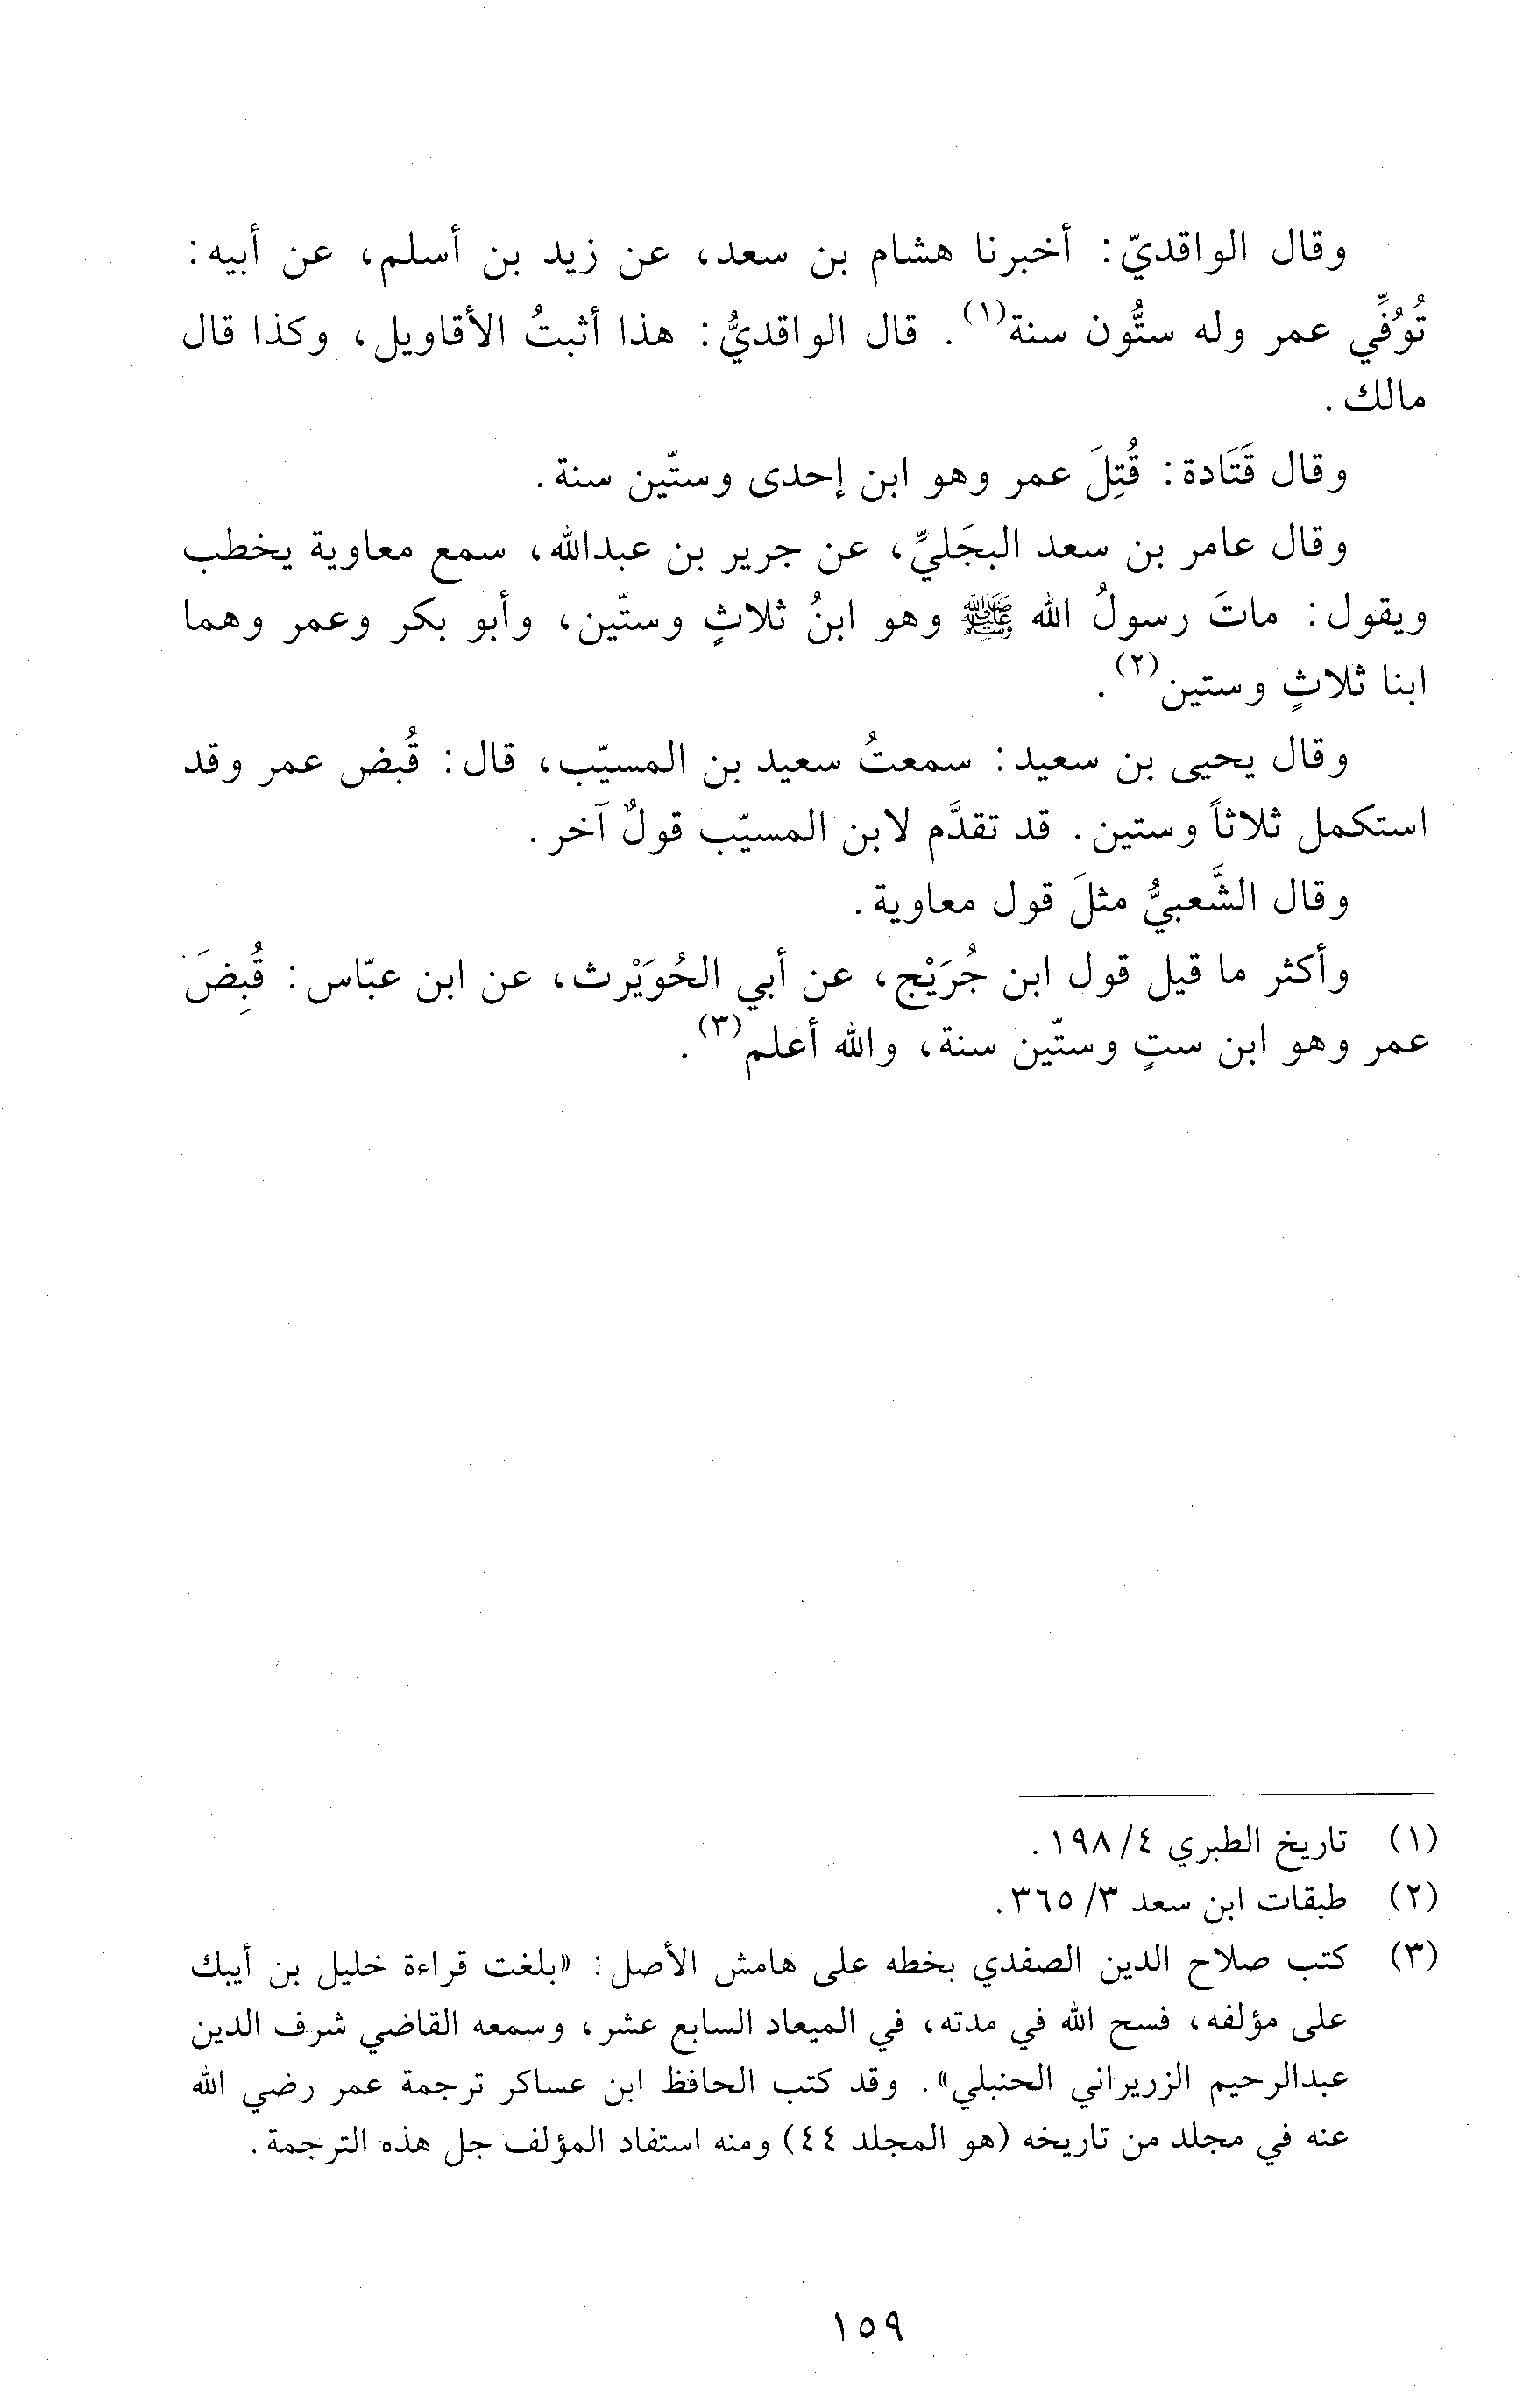 وقال الواقديّ: أخبرنا هشام بن سعد، عن زيد بن أسلم، عن أبيه:
تُوُفِّي عمر وله ستُّون سنة(١). قال الواقديُّ: هذا أثبتُ الأقاويل، وكذا قال
مالك.
وقال قَتَادة: قُتِلَ عمر وهو ابن إحدى وستّين سنة.
وقال عامر بن سعد البجَليِّ، عن جرير بن عبدالله، سمع معاوية يخطب
ويقول: ماتَ رسولُ الله ﷺ وهو ابنُ ثلاثٍ وستّين، وأبو بكر وعمر وهما
ابنا ثلاثٍ وستين(٢).
وقال يحيى بن سعيد: سمعتُ سعيد بن المسيّب، قال: قُبض عمر وقد
استكمل ثلاثاً وستين. قد تقدَّم لابن المسيّب قولٌ آخر.
وقال الشَّعبيُّ مثلَ قول معاوية.
وأكثر ما قيل قول ابن جُرَيْج، عن أبي الحُوَيْرث، عن ابن عبّاس: قُبِضَ
عمر وهو ابن ستٍ وستّين سنة، والله أعلم(٣).
(١) تاريخ الطبري ٤/ ١٩٨.
(٢) طبقات ابن سعد ٣/ ٣٦٥.
(٣) كتب صلاح الدين الصفدي بخطه على هامش الأصل: «بلغت قراءة خليل بن أيبك
على مؤلفه، فسح الله في مدته، في الميعاد السابع عشر، وسمعه القاضي شرف الدين
عبدالرحيم الزريراني الحنبلي». وقد كتب الحافظ ابن عساكر ترجمة عمر رضي الله
عنه في مجلد من تاريخه (هو المجلد ٤٤) ومنه استفاد المؤلف جل هذه الترجمة.
١٥٩